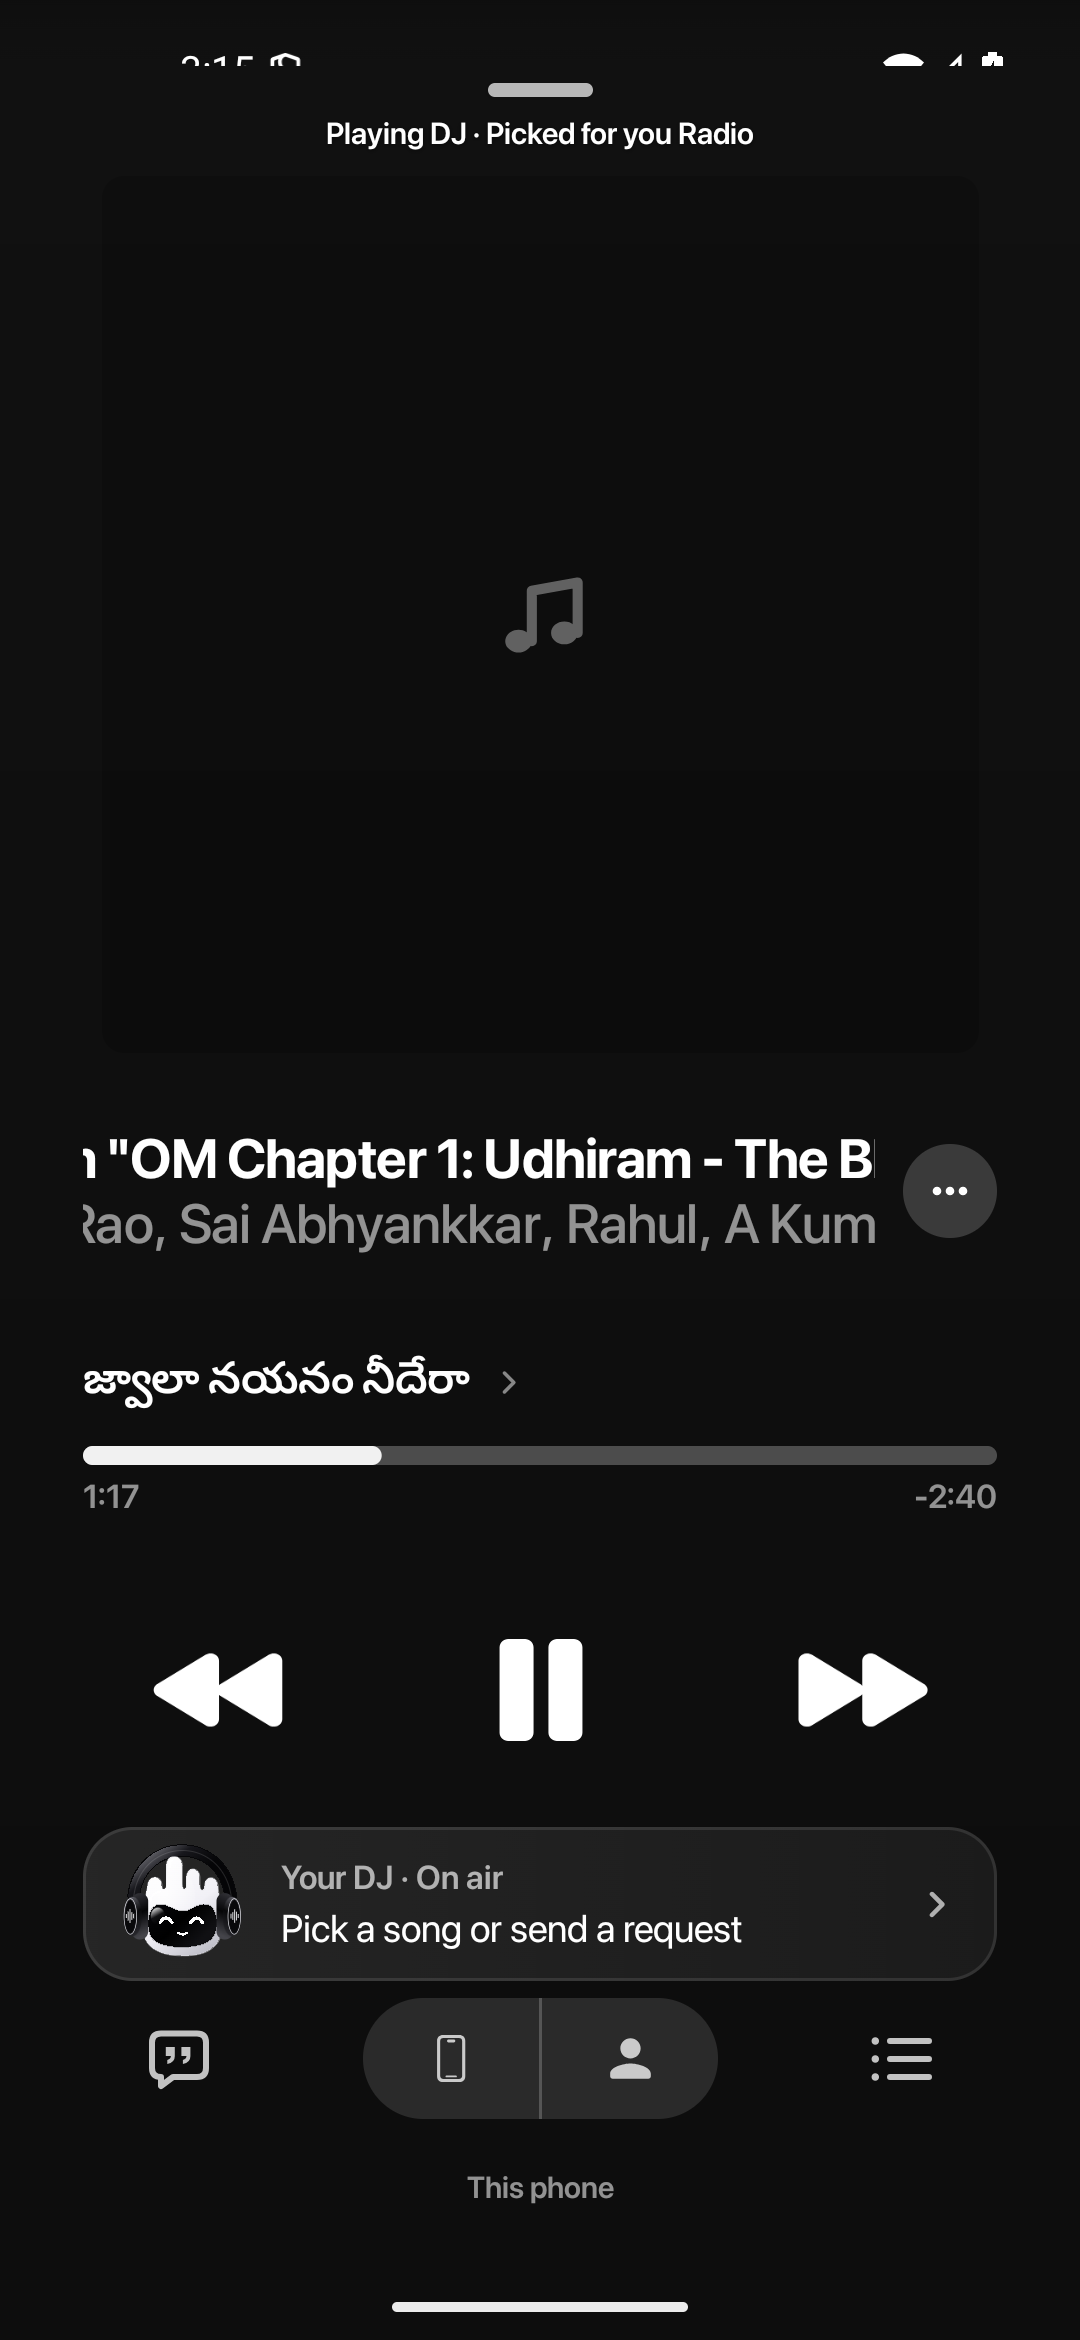 Playing DJ · Picked for you Radio
"OM Chapter 1: Udhiram - The
Rao, Sai Abhyankkar, Rahul, A Kum
జ్వాలా నయనం నీదేరా
1:17
-2:40
Your DJ · On air
Pick a song or send a request
This phone